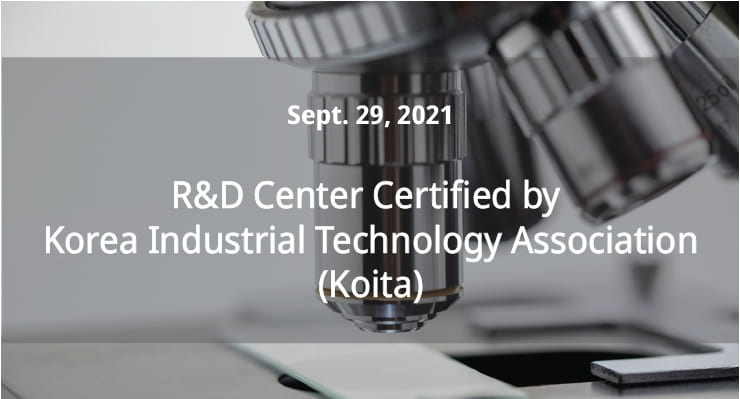 Sept. 29, 2021
R&D Center Certified by
Korea Industrial Technology Association
(Koita)